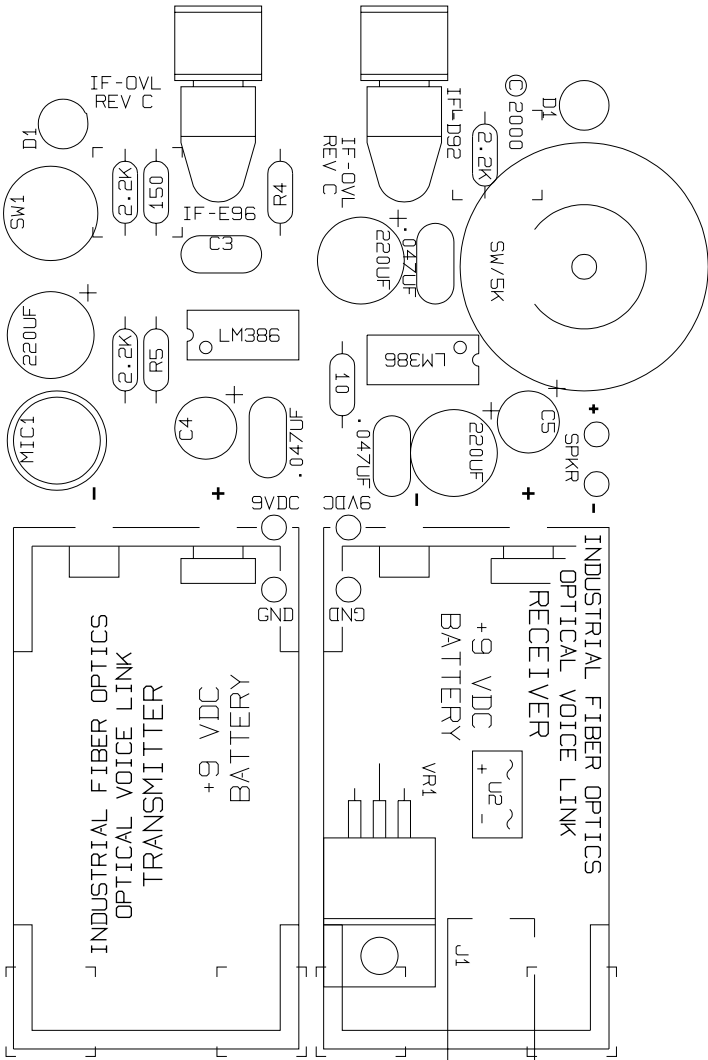 IF-OVL
REV C
D1
SW1
2.2K
150
R4
IF-E96
C3
220UF
+
LM386
2.2K
R5
MIC1
C4
+
.047UF
-
+
9VDC
GND
+9 VDC
BATTERY
INDUSTRIAL FIBER OPTICS
OPTICAL VOICE LINK
TRANSMITTER
IF-D92
© 2000
D1
IF-OVL
REV C
2.2K
+
220UF
.047UF
SW/5K
LM386
10
.047UF
+
220UF
+
C5
+
SPKR
-
-
+
9VDC
GND
INDUSTRIAL FIBER OPTICS
OPTICAL VOICE LINK
RECEIVER
+9 VDC
BATTERY
VR1
~ ~
+ U2 -
J1